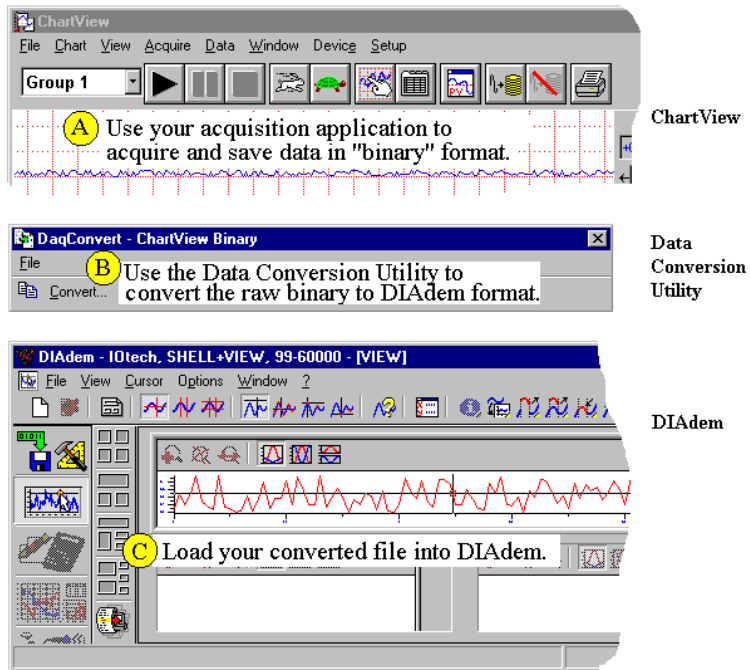 ChartView
File Chart View Acquire Data Window Device Setup
Group 1
PV
A Use your acquisition application to
acquire and save data in "binary" format.
ChartView
DaqConvert - ChartView Binary
File
Convert...
B Use the Data Conversion Utility to
convert the raw binary to DIAdem format.
Data
Conversion
Utility
DIAdem - IOtech, SHELL+VIEW, 99-60000 - [VIEW]
File View Cursor Options Window ?
DIAdem
C Load your converted file into DIAdem.